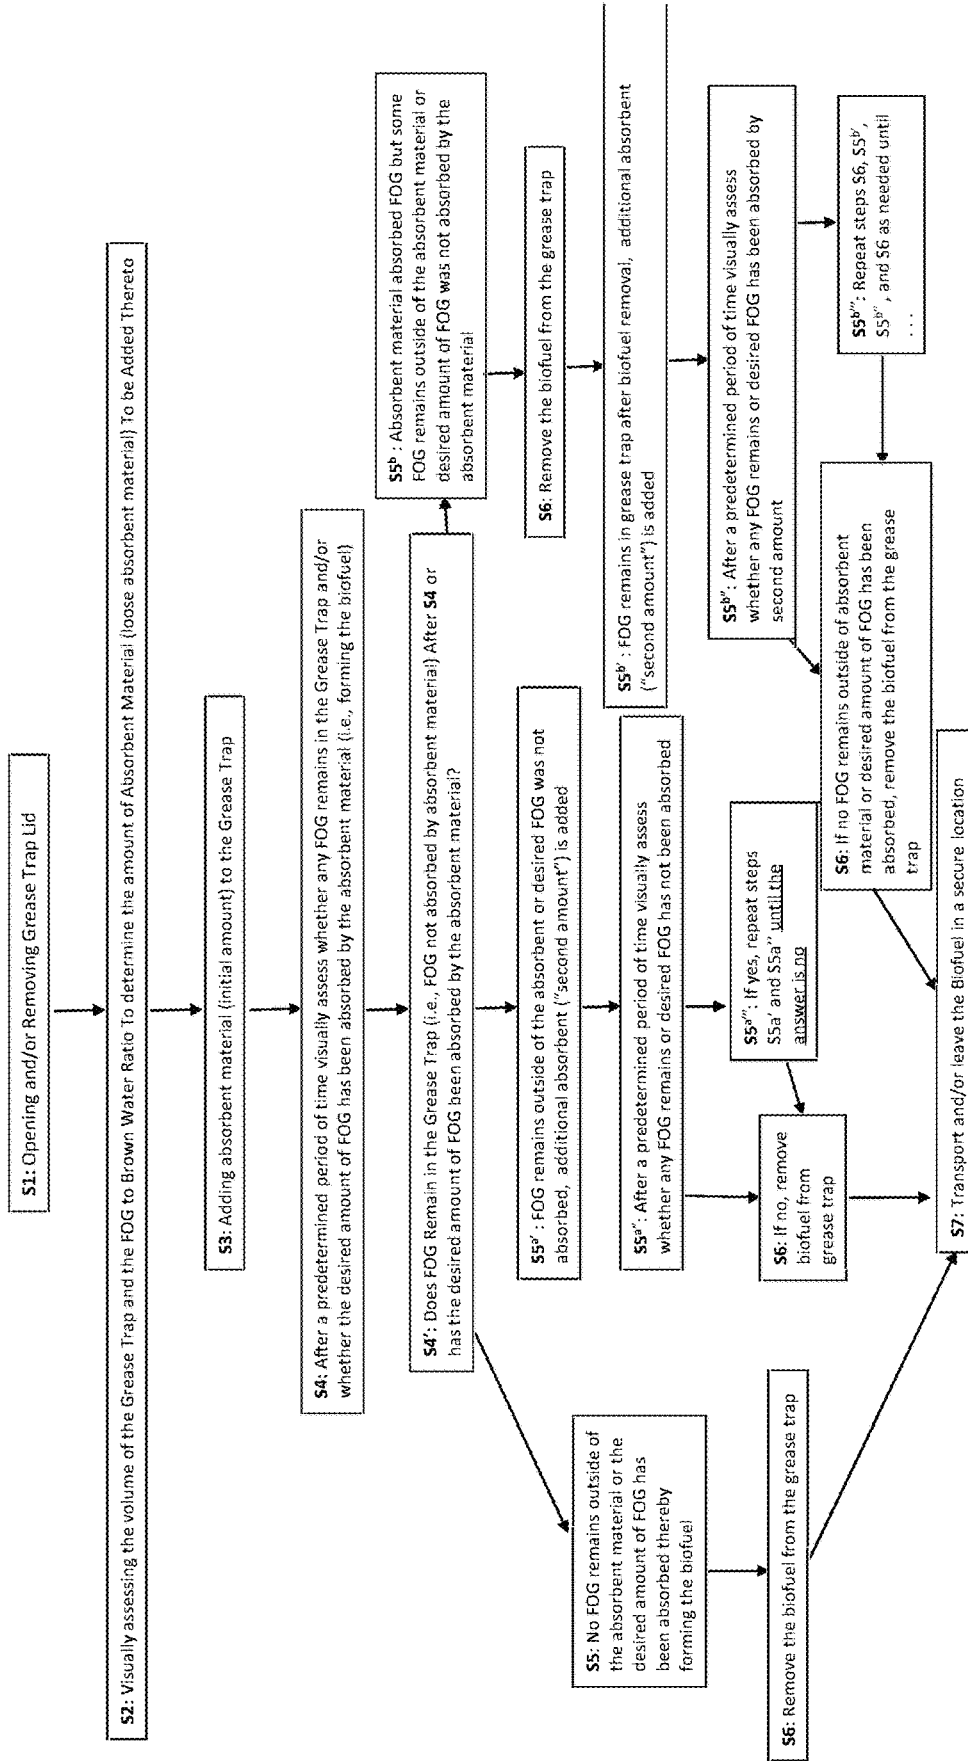 S1: Opening and/or Removing Grease Trap Lid
S2: Visually assessing the volume of the Grease Trap and the FOG to Brown Water Ratio To determine the amount of Absorbent Material (loose absorbent material) To be Added Thereto
S3: Adding absorbent material (initial amount) to the Grease Trap
S4: After a predetermined period of time visually assess whether any FOG remains in the Grease Trap and/or
whether the desired amount of FOG has been absorbed by the absorbent material (i.e., forming the biofuel)
S4': Does FOG Remain in the Grease Trap (i.e., FOG not absorbed by absorbent material) After S4 or
has the desired amount of FOG been absorbed by the absorbent material?
S5: No FOG remains outside of
the absorbent material or the
desired amount of FOG has
been absorbed thereby
forming the biofuel
S6: Remove the biofuel from the grease trap
S5a': FOG remains outside of the absorbent or desired FOG was not
absorbed, additional absorbent ("second amount") is added
S5a'': After a predetermined period of time visually assess
whether any FOG remains or desired FOG has not been absorbed
S5a''': If yes, repeat steps
S5a' and S5a'' until the
answer is no
S6: If no, remove
biofuel from
grease trap
S5b : Absorbent material absorbed FOG but some
FOG remains outside of the absorbent material or
desired amount of FOG was not absorbed by the
absorbent material
S6: Remove the biofuel from the grease trap
S5b' : FOG remains in grease trap after biofuel removal, additional absorbent
("second amount") is added
S5b'': After a predetermined period of time visually assess
whether any FOG remains or desired FOG has been absorbed by
second amount
S5b''': Repeat steps S6, S5b',
S5b'', and S6 as needed until
. . .
S6: If no FOG remains outside of absorbent
material or desired amount of FOG has been
absorbed, remove the biofuel from the grease
trap
S7: Transport and/or leave the Biofuel in a secure location